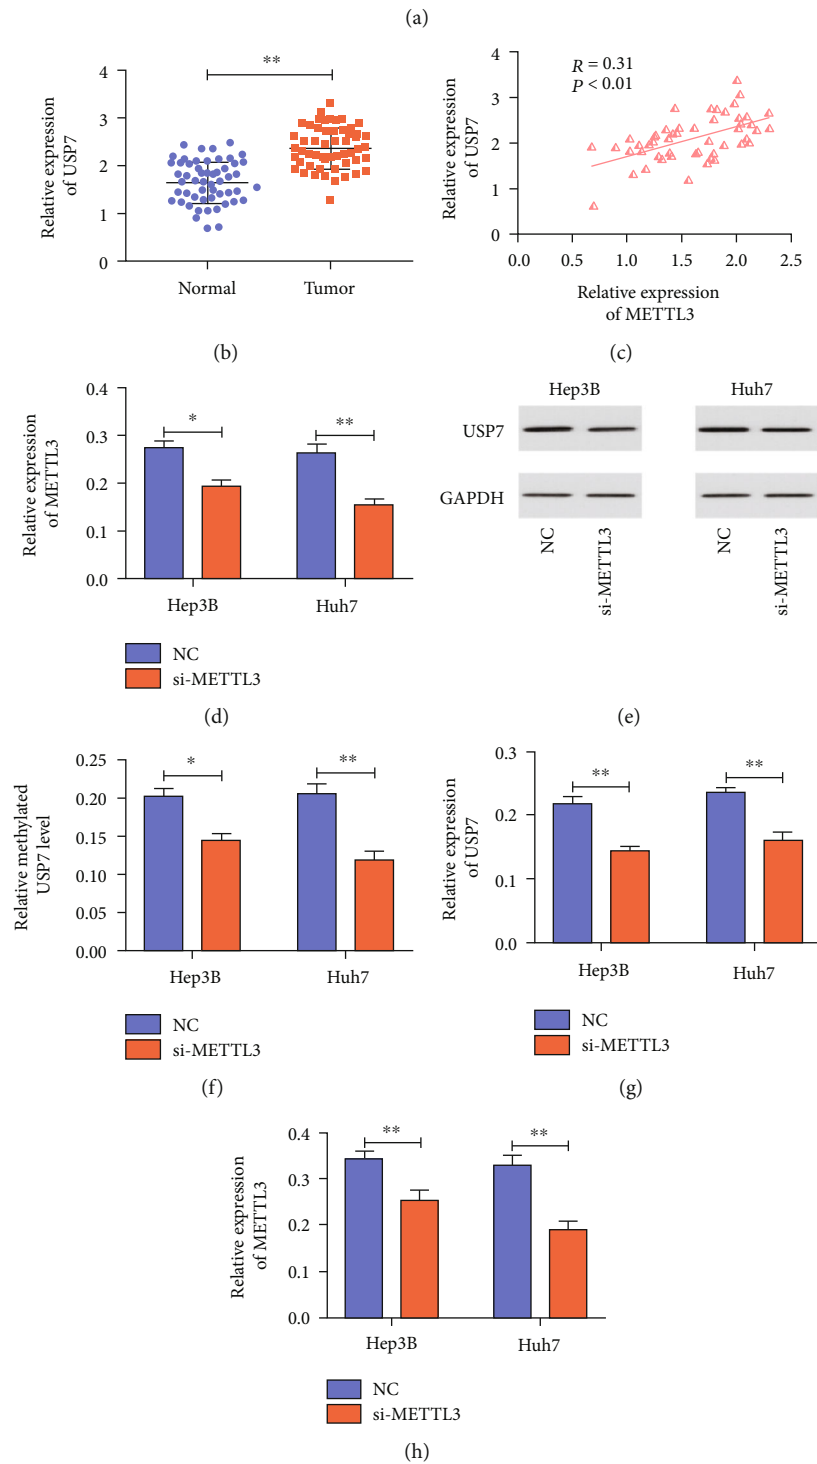 (a)
4
3
2
1
0
Relative expression
of USP7
**
Normal
Tumor
(b)
4
3
2
1
0
Relative expression
of USP7
R = 0.31
P < 0.01
0.0
0.5
1.0
1.5
2.0
2.5
Relative expression
of METTL3
(c)
0.4
0.3
0.2
0.1
0.0
Relative expression
of METTL3
*
**
Hep3B
Huh7
NC
si-METTL3
(d)
Hep3B
Huh7
USP7
GAPDH
NC
si-METTL3
NC
si-METTL3
(e)
0.25
0.20
0.15
0.10
0.05
0.00
Relative methylated
USP7 level
*
**
Hep3B
Huh7
NC
si-METTL3
(f)
0.3
0.2
0.1
0.0
Relative expression
of USP7
**
**
Hep3B
Huh7
NC
si-METTL3
(g)
0.4
0.3
0.2
0.1
0.0
Relative expression
of METTL3
**
**
Hep3B
Huh7
NC
si-METTL3
(h)